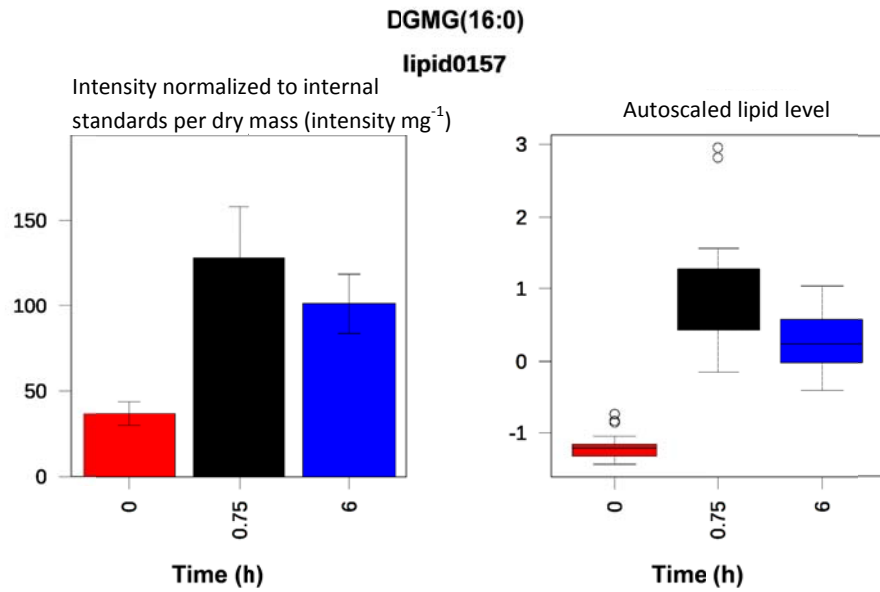 DGMG(16:0)
lipid0157
Intensity normalized to internal
standards per dry mass (intensity mg⁻¹)
150
100
50
0
0
0.75
6
Time (h)
Autoscaled lipid level
3
2
1
0
-1
0
0.75
6
Time (h)